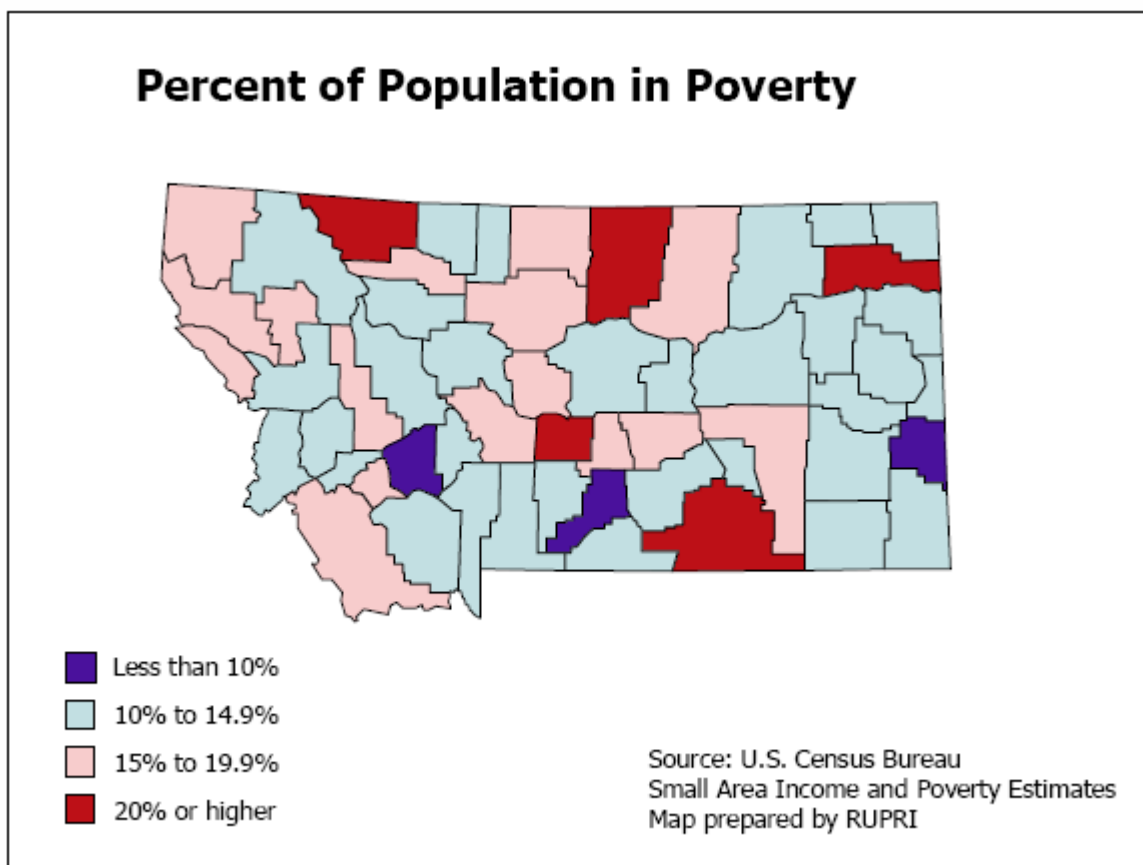 Percent of Population in Poverty
Less than 10%
10% to 14.9%
15% to 19.9%
20% or higher
Source: U.S. Census Bureau
Small Area Income and Poverty Estimates
Map prepared by RUPRI